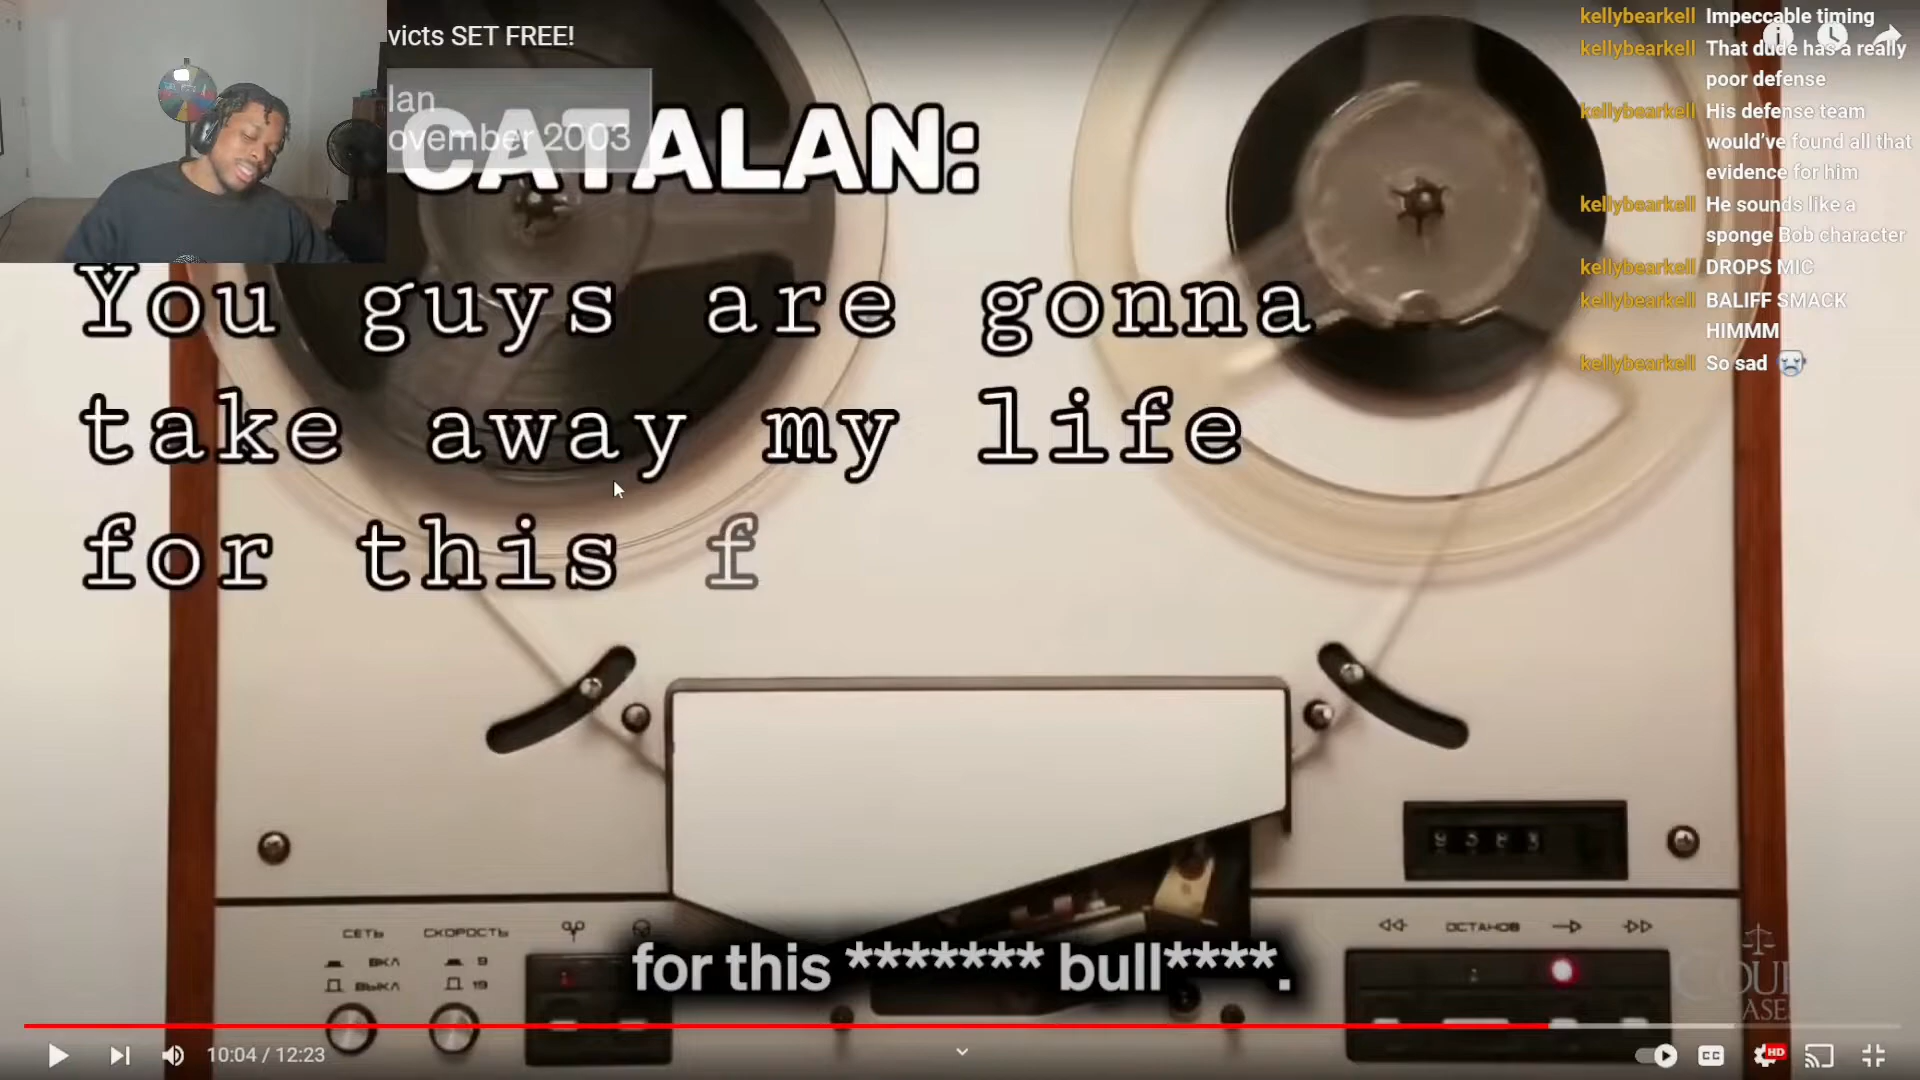 victs SET FREE!
lan
ovember 2003
CATALAN:
You guys are gonna
take away my life
for this f
for this ******* bull****.
kellybearkell Impeccable timing
kellybearkell That dude has a really
poor defense
kellybearkell His defense team
would've found all that
evidence for him
kellybearkell He sounds like a
sponge Bob character
kellybearkell DROPS MIC
kellybearkell BALIFF SMACK
HIMMM
kellybearkell So sad
СЕТЬ
СКОРОСТЬ
ВКЛ
9
ВЫКЛ
19
ОСТАНОВ
10:04 / 12:23
CC
HD